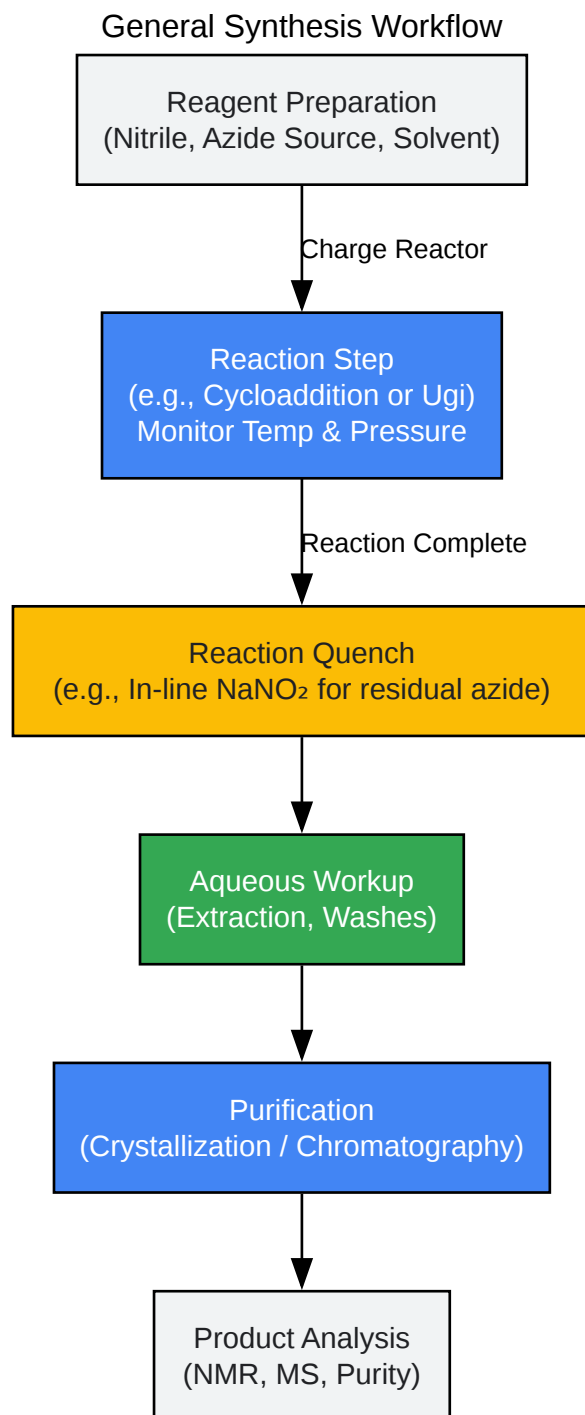 General Synthesis Workflow
Reagent Preparation
(Nitrile, Azide Source, Solvent)
Charge Reactor
Reaction Step
(e.g., Cycloaddition or Ugi)
Monitor Temp & Pressure
Reaction Complete
Reaction Quench
(e.g., In-line NaNO₂ for residual azide)
Aqueous Workup
(Extraction, Washes)
Purification
(Crystallization / Chromatography)
Product Analysis
(NMR, MS, Purity)